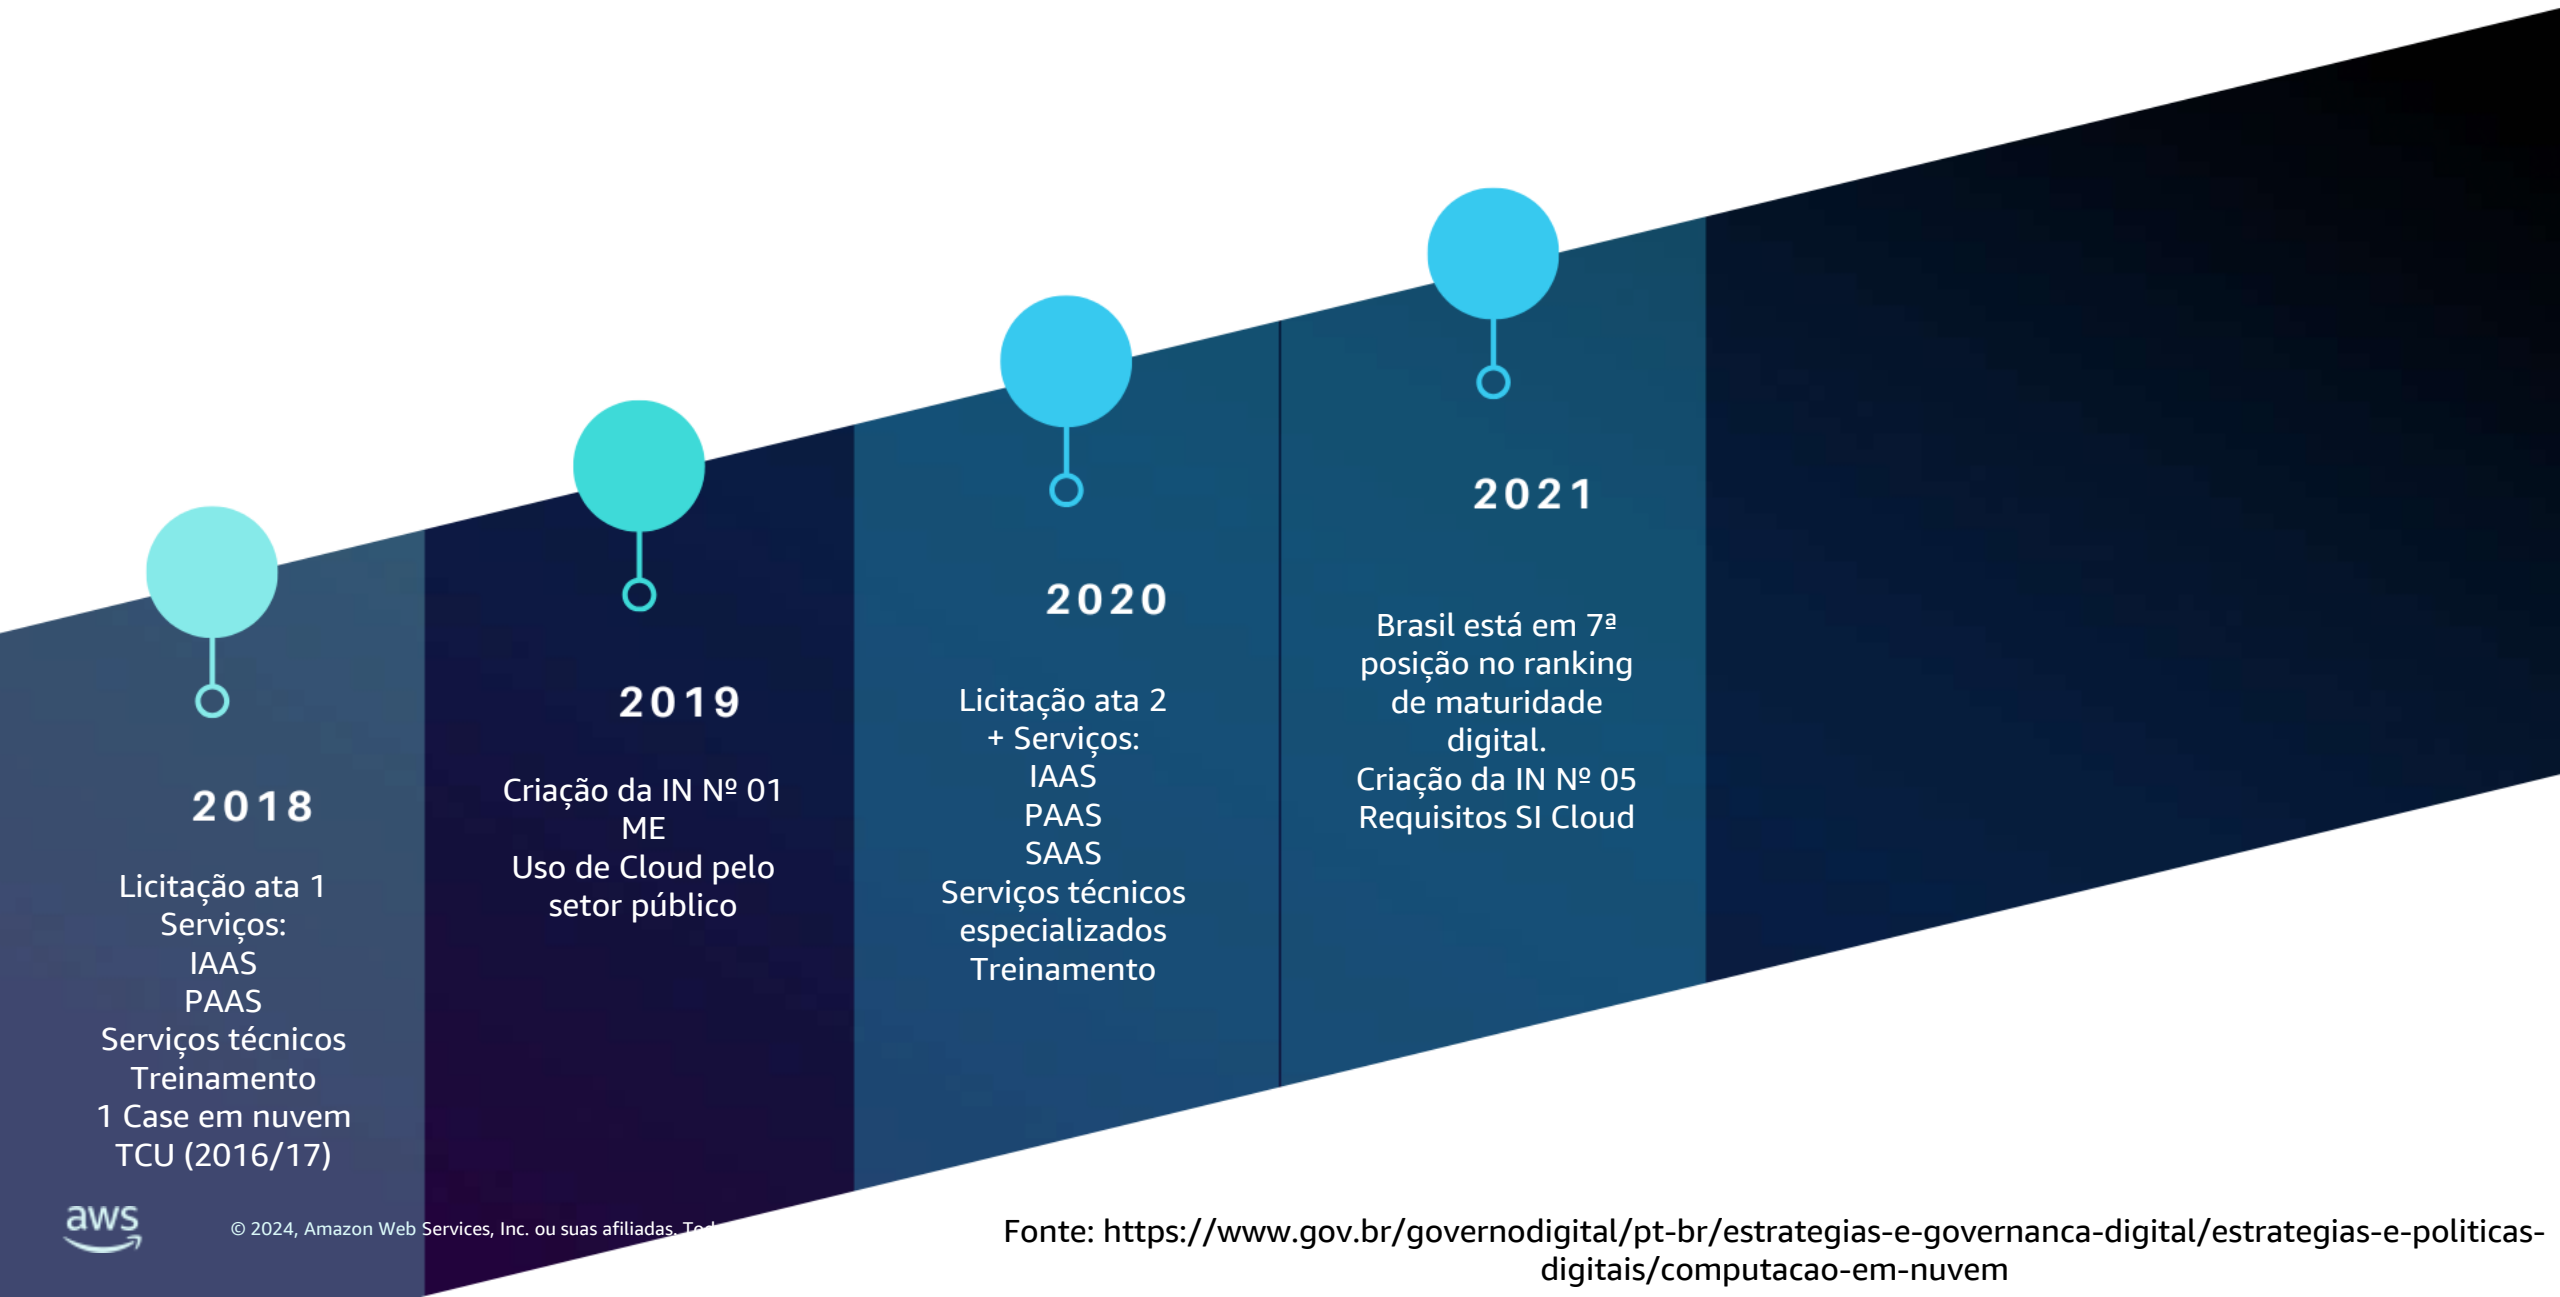 2018
Licitação ata 1
Serviços:
IAAS
PAAS
Serviços técnicos
Treinamento
1 Case em nuvem
TCU (2016/17)
2019
Criação da IN Nº 01
ME
Uso de Cloud pelo
setor público
2020
Licitação ata 2
+ Serviços:
IAAS
PAAS
SAAS
Serviços técnicos
especializados
Treinamento
2021
Brasil está em 7ª
posição no ranking
de maturidade
digital.
Criação da IN Nº 05
Requisitos SI Cloud
aws
© 2024, Amazon Web Services, Inc. ou suas afiliadas.
Fonte: https://www.gov.br/governodigital/pt-br/estrategias-e-governanca-digital/estrategias-e-politicas-
digitais/computacao-em-nuvem